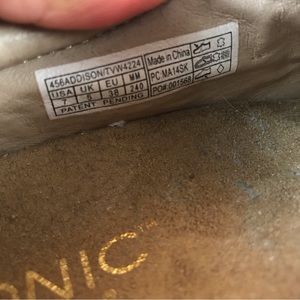 456ADDISON/TVW4224
USA UK EU MM
7 5 38 240
PATENT PENDING
Made in China
PC:MA14SK
PO#:001568
NIC™